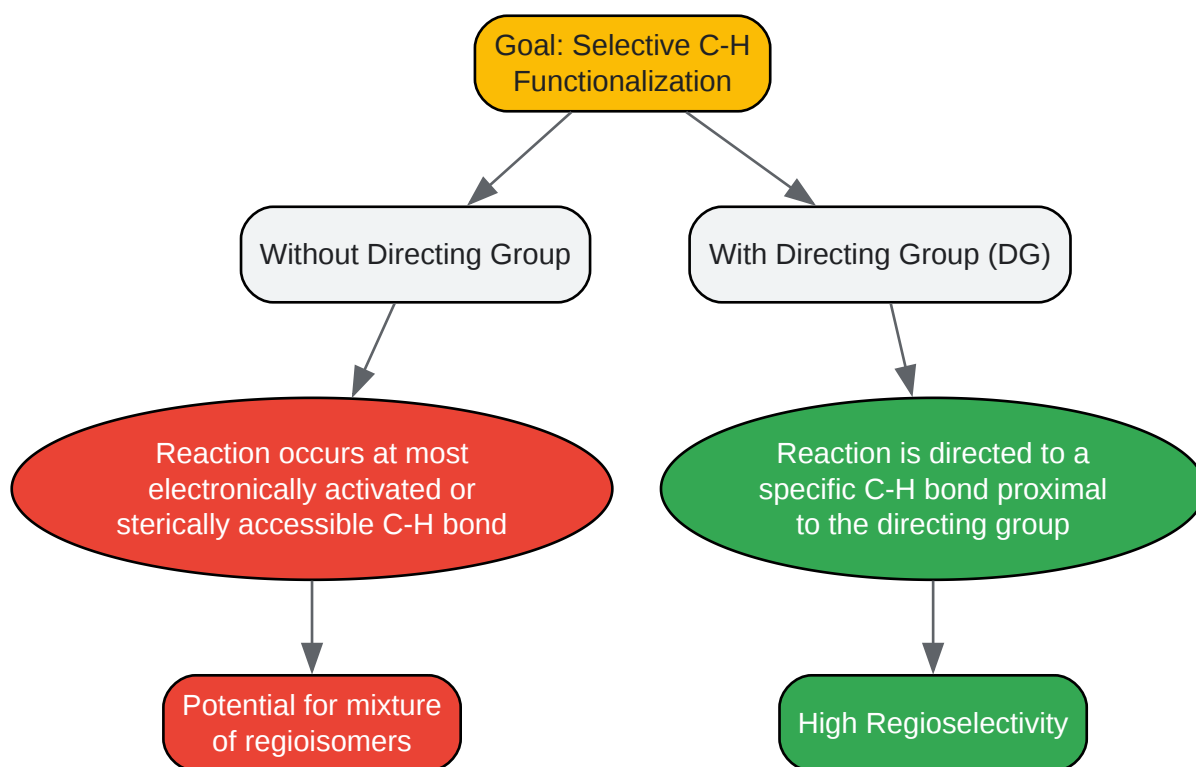 Goal: Selective C-H
Functionalization
Without Directing Group
With Directing Group (DG)
Reaction occurs at most
electronically activated or
sterically accessible C-H bond
Reaction is directed to a
specific C-H bond proximal
to the directing group
Potential for mixture
of regioisomers
High Regioselectivity